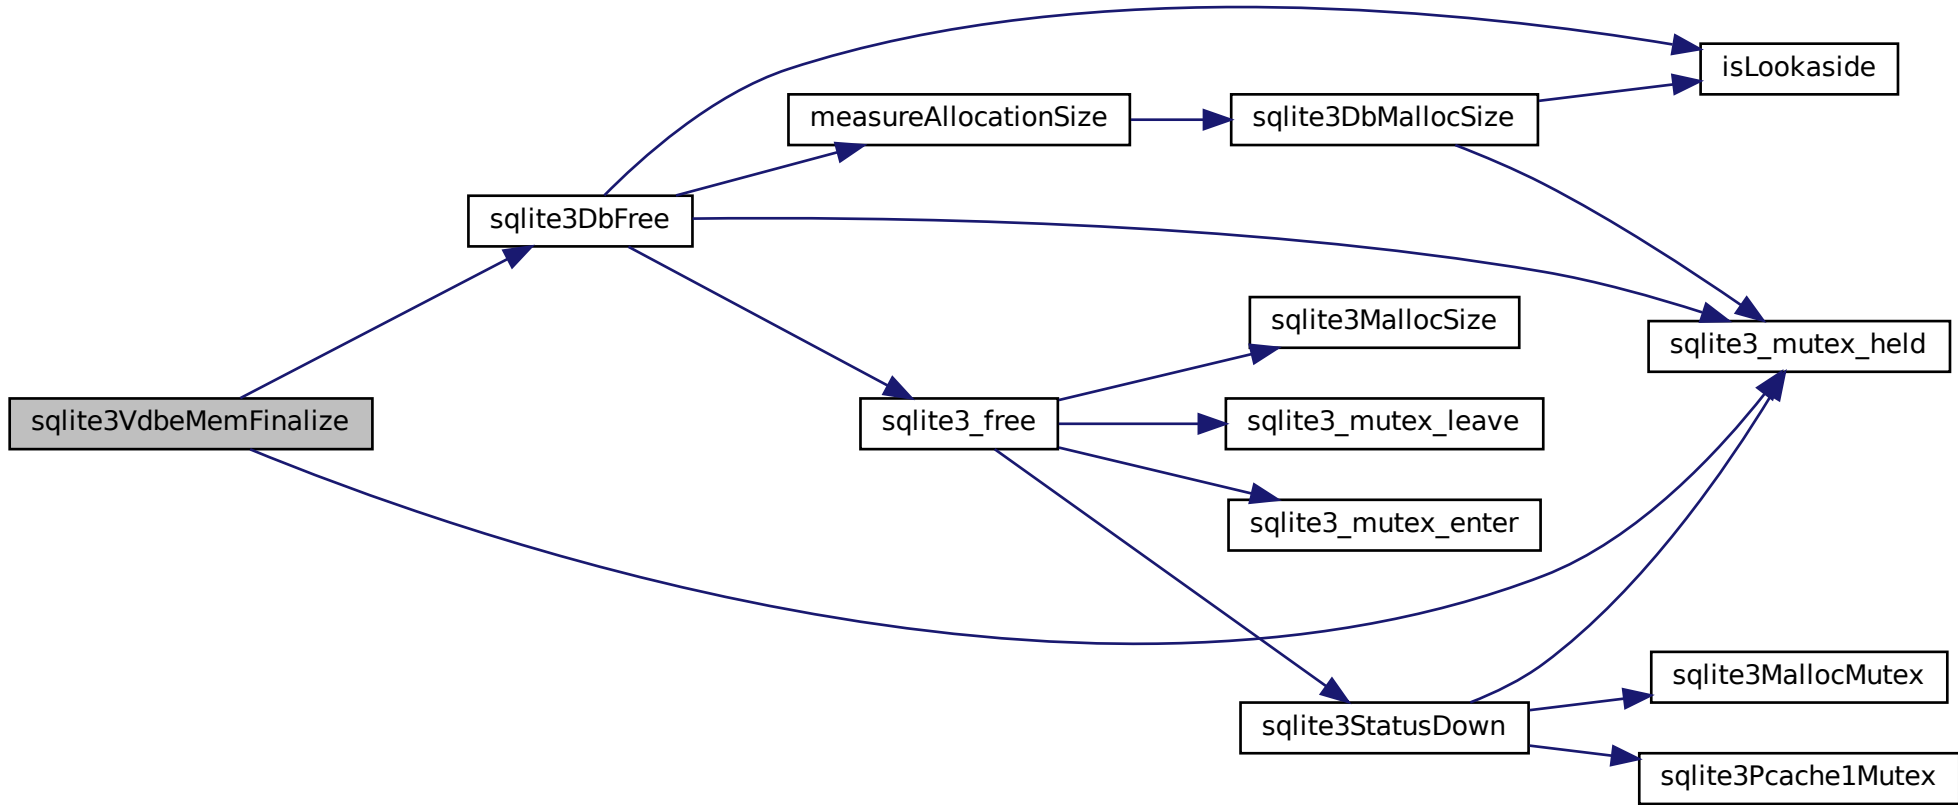 isLookaside
measureAllocationSize
sqlite3DbMallocSize
sqlite3DbFree
sqlite3MallocSize
sqlite3_mutex_held
sqlite3VdbeMemFinalize
sqlite3_free
sqlite3_mutex_leave
sqlite3_mutex_enter
sqlite3MallocMutex
sqlite3StatusDown
sqlite3Pcache1Mutex